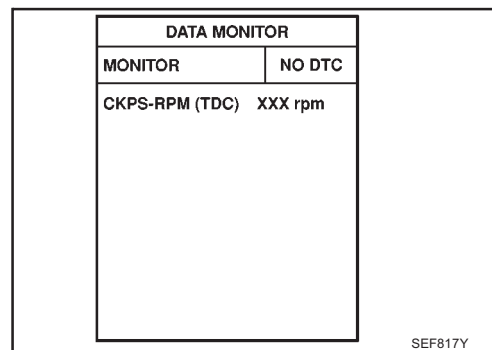 DATA MONITOR
MONITOR NO DTC
CKPS-RPM (TDC) XXX rpm
SEF817Y